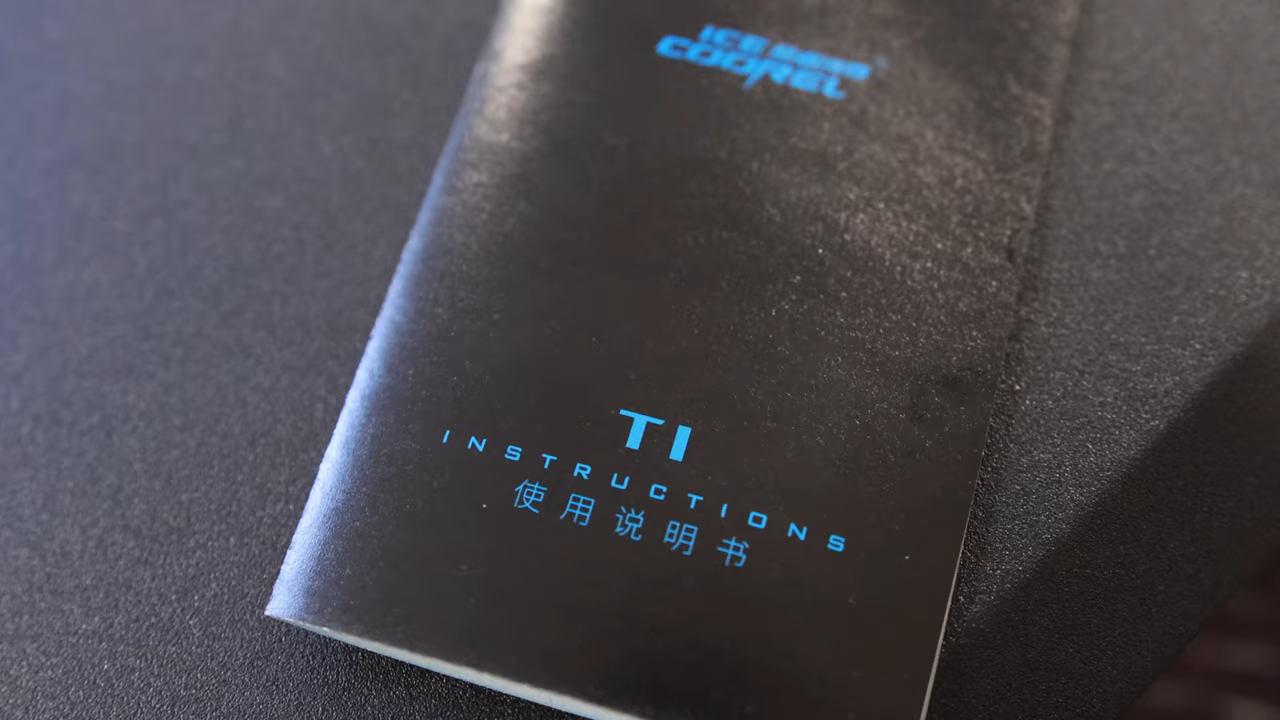 ICE
COOREL
TI
INSTRUCTIONS
使用说明书